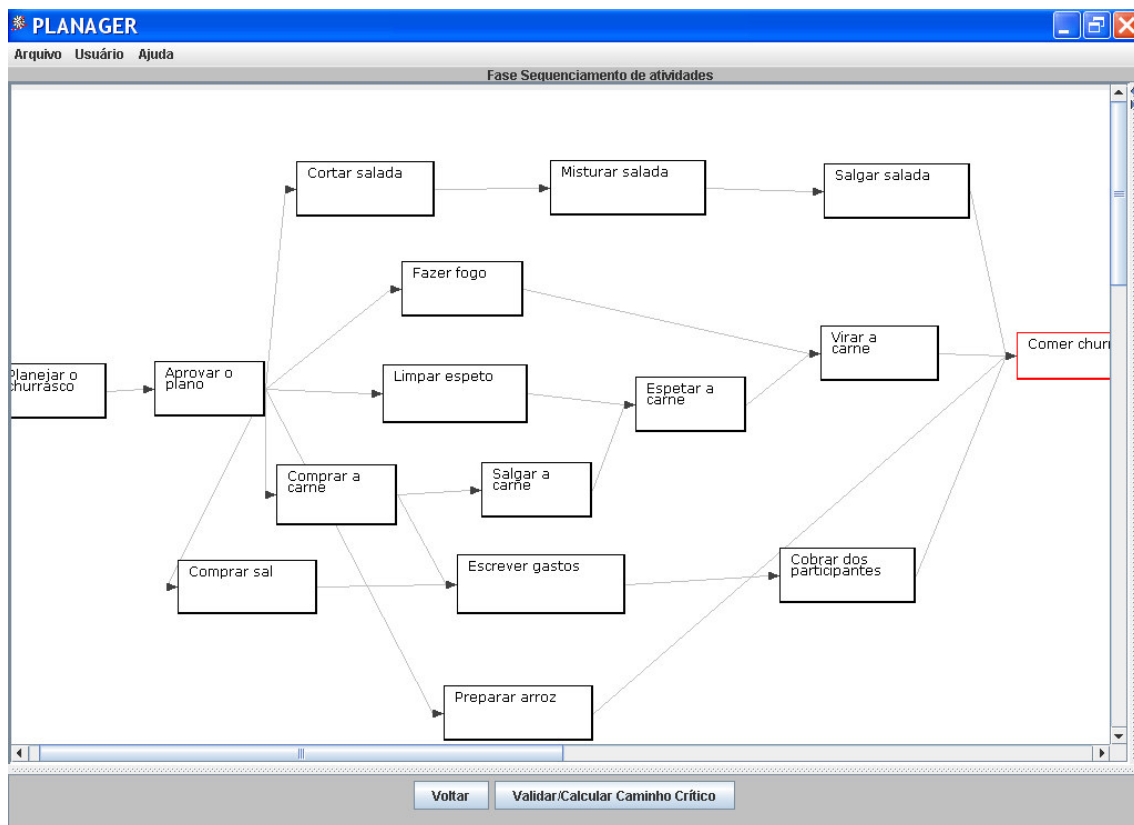 PLANAGER
Arquivo Usuário Ajuda
Fase Sequenciamento de atividades
Cortar salada
Misturar salada
Salgar salada
Fazer fogo
Virar a
carne
Comer churr
Planejar o
churrasco
Aprovar o
plano
Limpar espeto
Espetar a
carne
Comprar a
carne
Salgar a
carne
Comprar sal
Escrever gastos
Cobrar dos
participantes
Preparar arroz
Voltar
Validar/Calcular Caminho Crítico